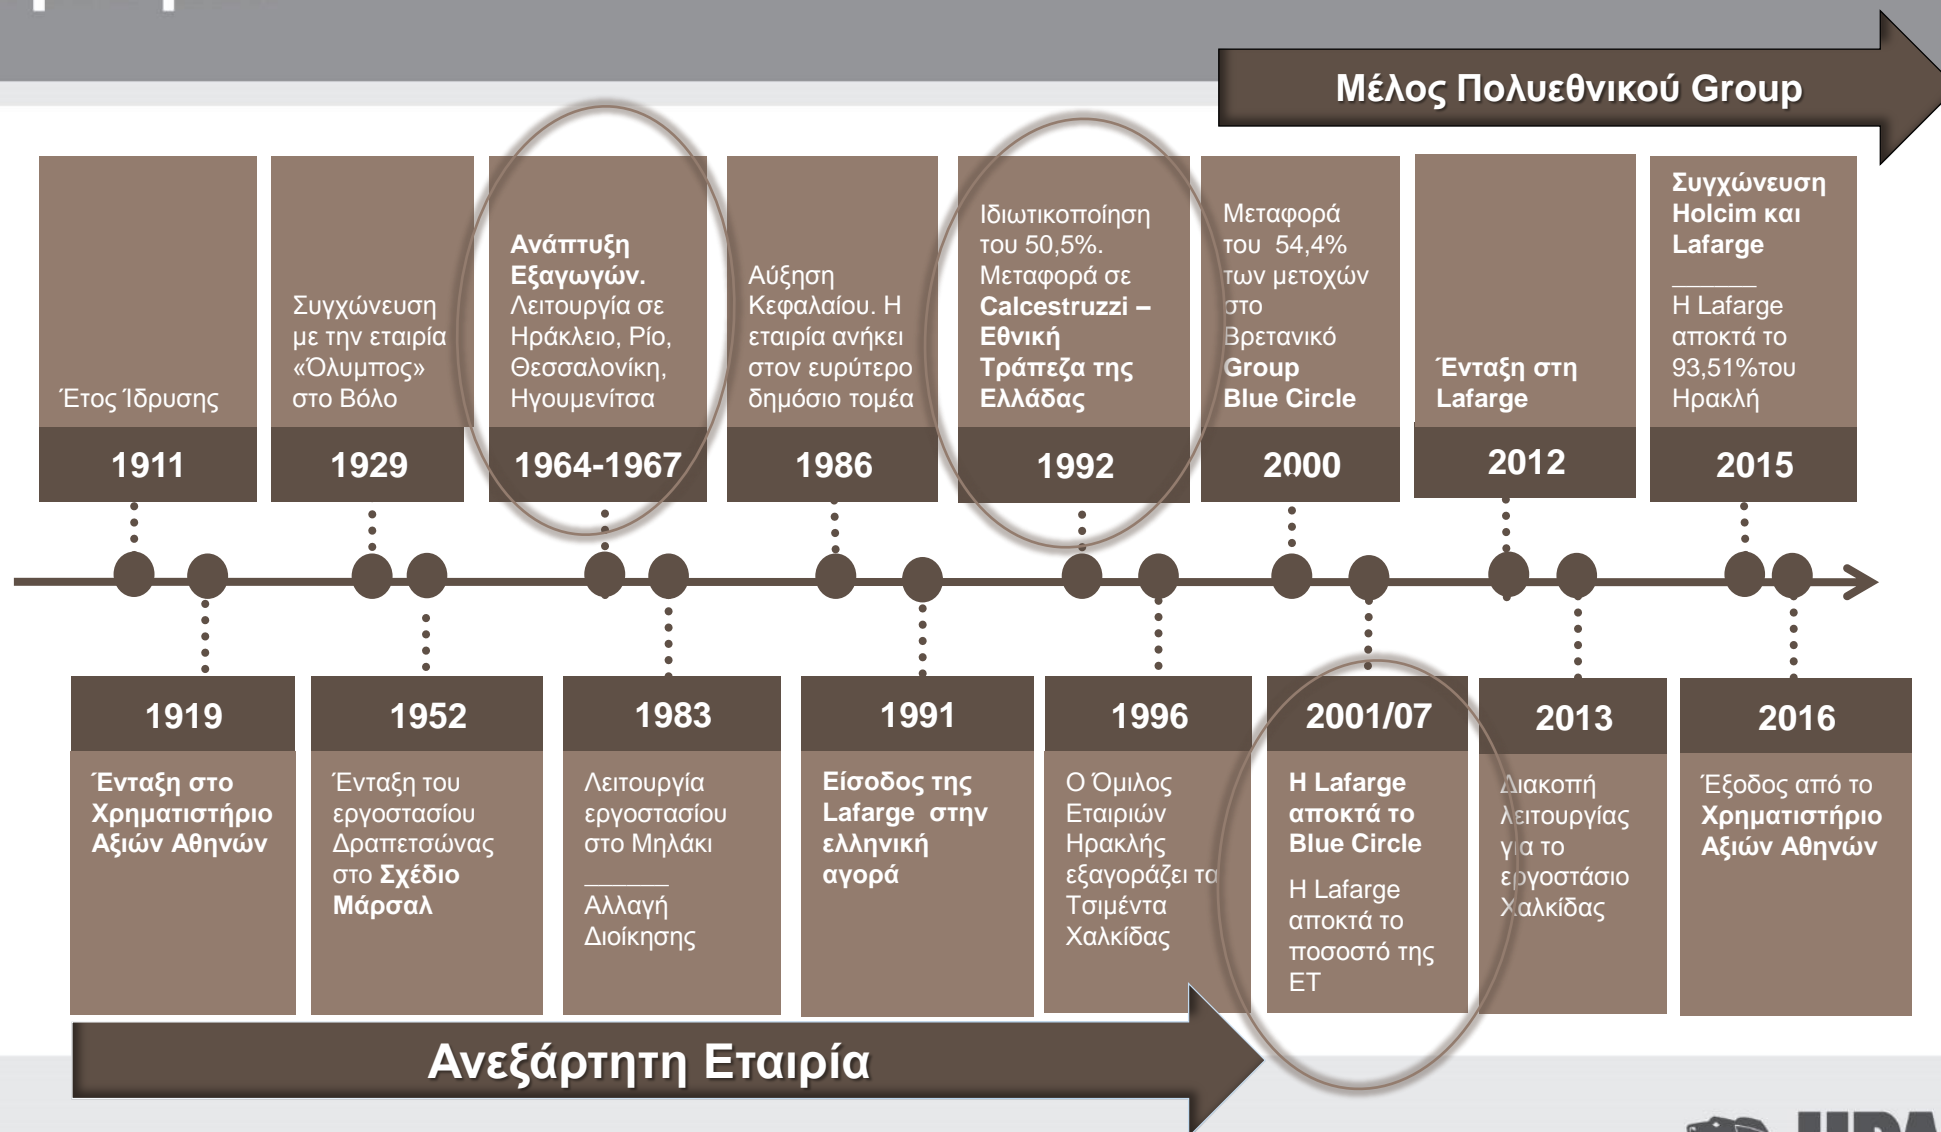 Μέλος Πολυεθνικού Group
Έτος Ίδρυσης
1911
Συγχώνευση
με την εταιρία
«Όλυμπος»
στο Βόλο
1929
Ανάπτυξη
Εξαγωγών.
Λειτουργία σε
Ηράκλειο, Ρίο,
Θεσσαλονίκη,
Ηγουμενίτσα
1964-1967
Αύξηση
Κεφαλαίου. Η
εταιρία ανήκει
στον ευρύτερο
δημόσιο τομέα
1986
Ιδιωτικοποίηση
του 50,5%.
Μεταφορά σε
Calcestruzzi –
Εθνική
Τράπεζα της
Ελλάδας
1992
Μεταφορά
του 54,4%
των μετοχών
στο
Βρετανικό
Group
Blue Circle
2000
Ένταξη στη
Lafarge
2012
Συγχώνευση
Holcim και
Lafarge
______
Η Lafarge
αποκτά το
93,51%του
Ηρακλή
2015
1919
Ένταξη στο
Χρηματιστήριο
Αξιών Αθηνών
1952
Ένταξη του
εργοστασίου
Δραπετσώνας
στο Σχέδιο
Μάρσαλ
1983
Λειτουργία
εργοστασίου
στο Μηλάκι
______
Αλλαγή
Διοίκησης
1991
Είσοδος της
Lafarge στην
ελληνική
αγορά
1996
Ο Όμιλος
Εταιριών
Ηρακλής
εξαγοράζει τα
Τσιμέντα
Χαλκίδας
2001/07
Η Lafarge
αποκτά το
Blue Circle
Η Lafarge
αποκτά το
ποσοστό της
ΕΤ
2013
Διακοπή
λειτουργίας
για το
εργοστάσιο
Χαλκίδας
2016
Έξοδος από το
Χρηματιστήριο
Αξιών Αθηνών
Ανεξάρτητη Εταιρία